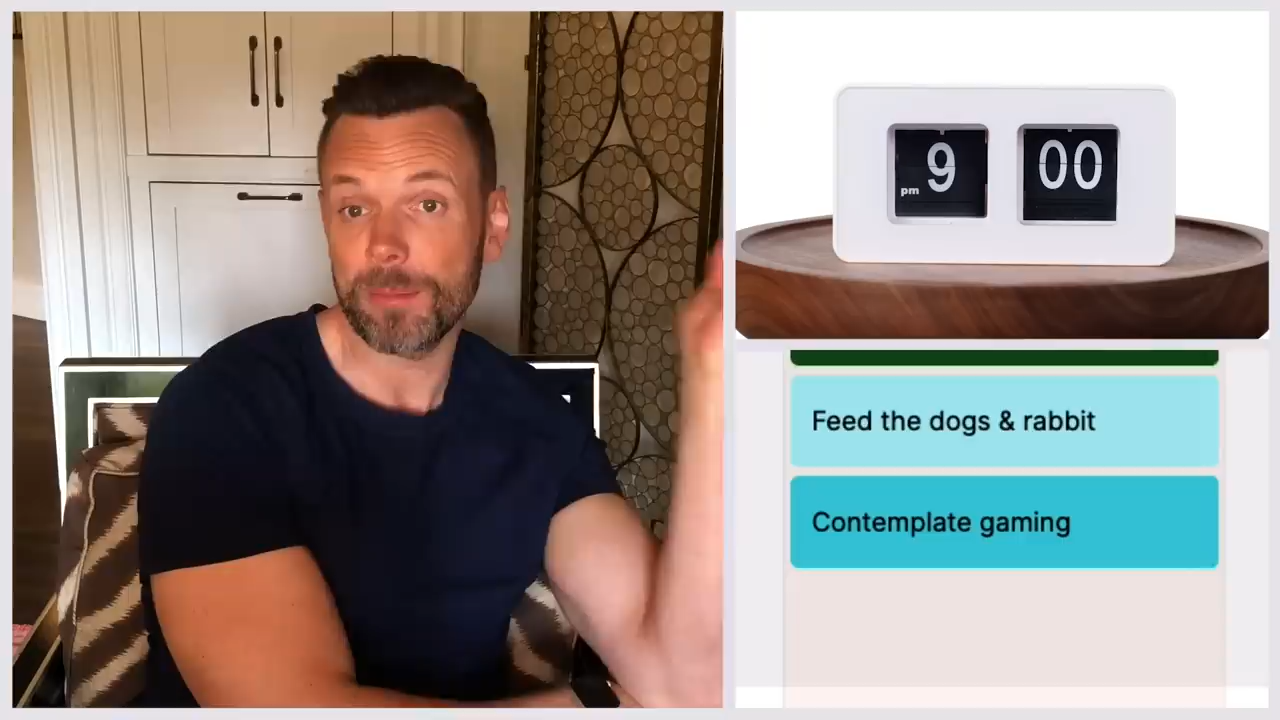 9 00
pm
Feed the dogs & rabbit
Contemplate gaming